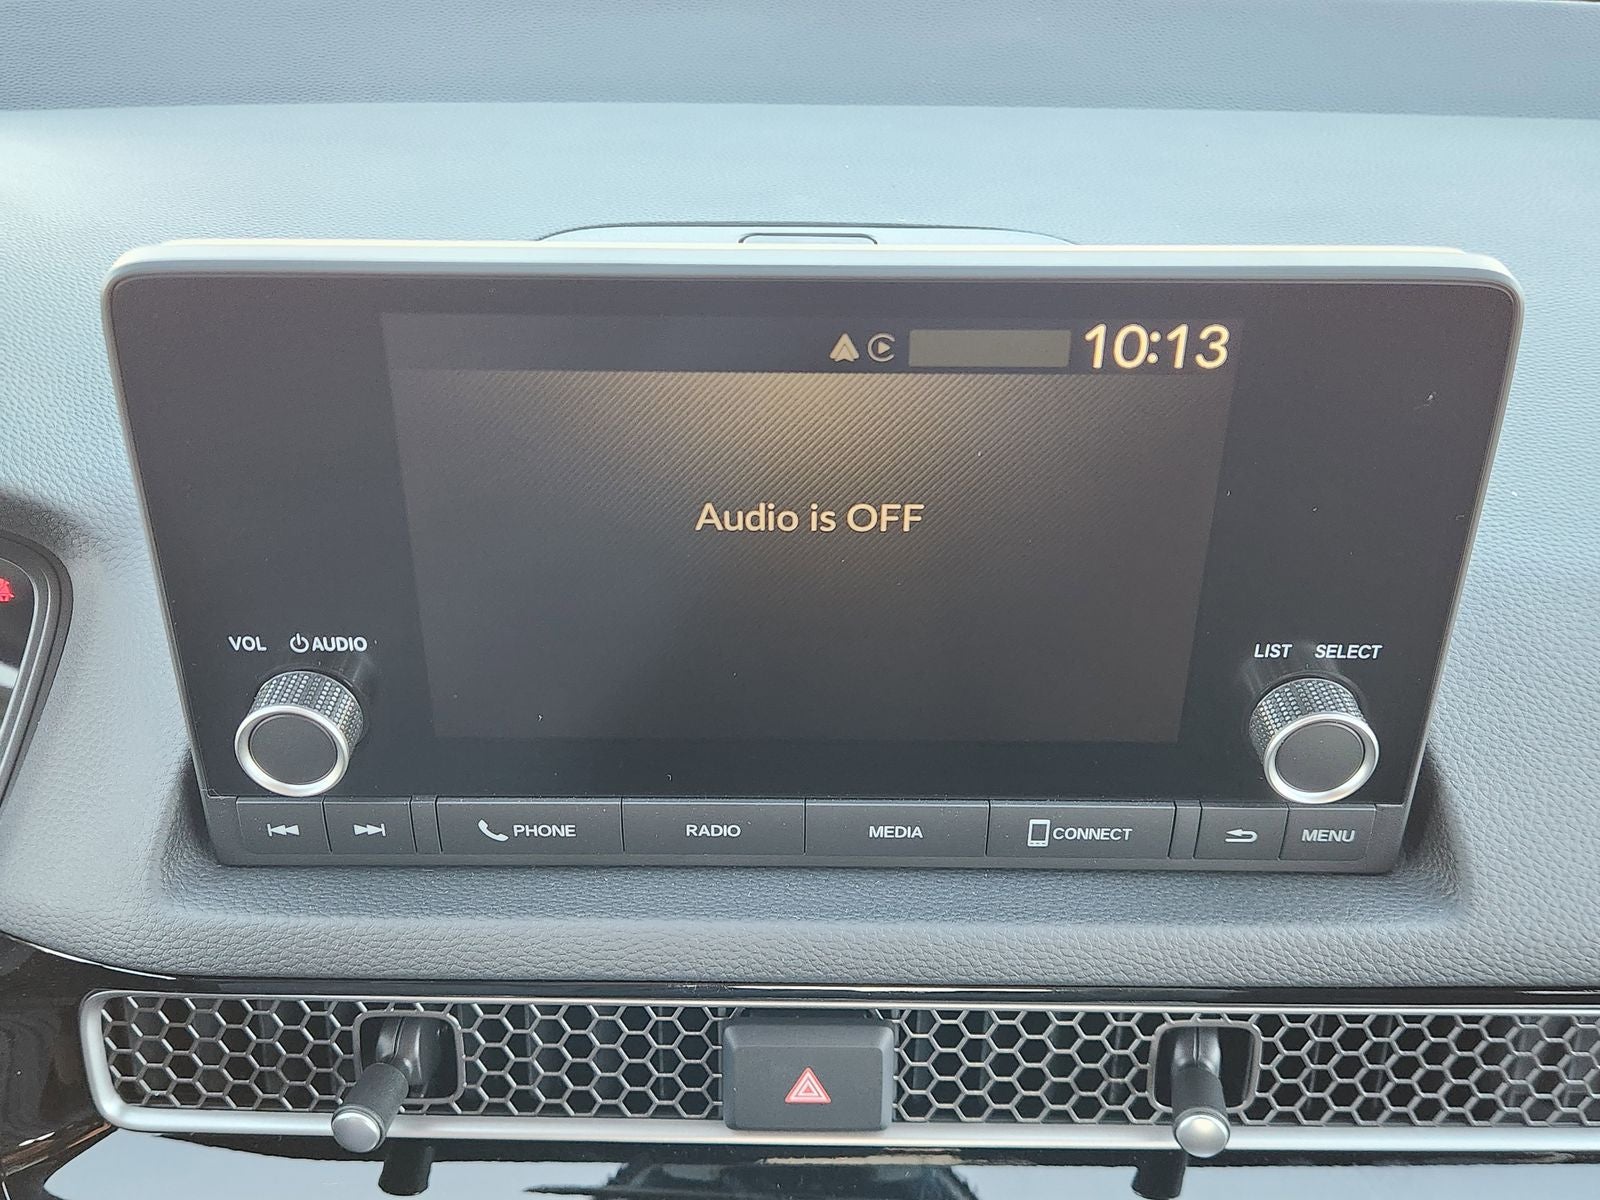 10:13
Audio is OFF
VOL AUDIO
LIST SELECT
PHONE RADIO MEDIA CONNECT MENU